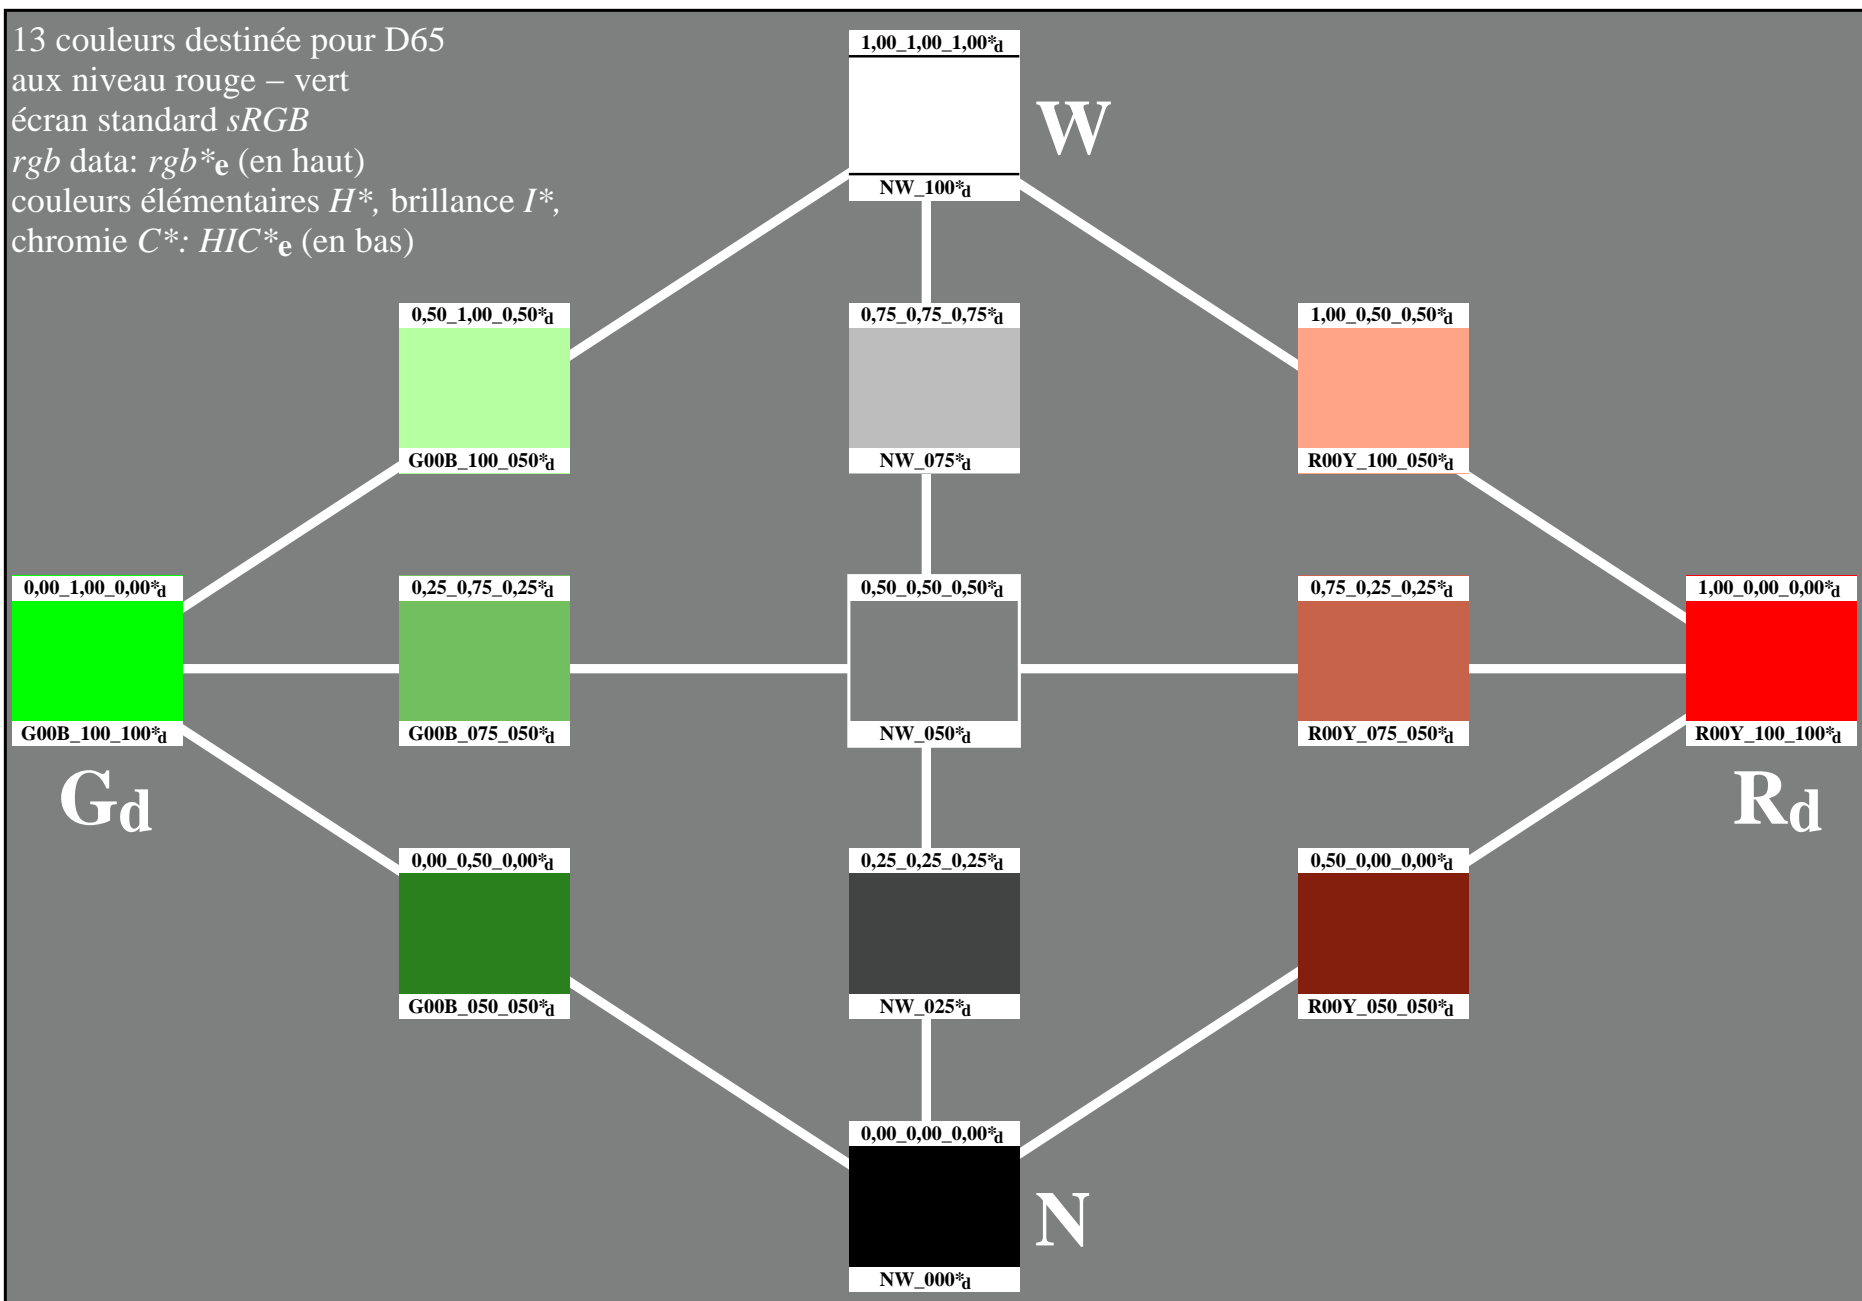 13 couleurs destinée pour D65
aux niveau rouge – vert
écran standard sRGB
rgb data: rgb*e (en haut)
couleurs élémentaires H*, brillance I*,
chromie C*: HIC*e (en bas)
1,00_1,00_1,00*d
W
NW_100*d
0,50_1,00_0,50*d
0,75_0,75_0,75*d
1,00_0,50_0,50*d
G00B_100_050*d
NW_075*d
R00Y_100_050*d
0,00_1,00_0,00*d
0,25_0,75_0,25*d
0,50_0,50_0,50*d
0,75_0,25_0,25*d
1,00_0,00_0,00*d
G00B_100_100*d
G00B_075_050*d
NW_050*d
R00Y_075_050*d
R00Y_100_100*d
Gd
Rd
0,00_0,50_0,00*d
0,25_0,25_0,25*d
0,50_0,00_0,00*d
G00B_050_050*d
NW_025*d
R00Y_050_050*d
0,00_0,00_0,00*d
N
NW_000*d